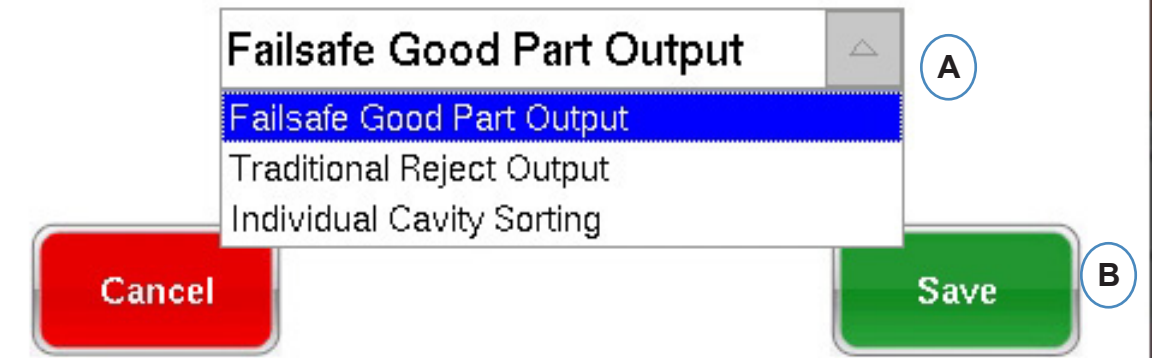 Failsafe Good Part Output
A
Failsafe Good Part Output
Traditional Reject Output
Individual Cavity Sorting
Cancel
Save
B